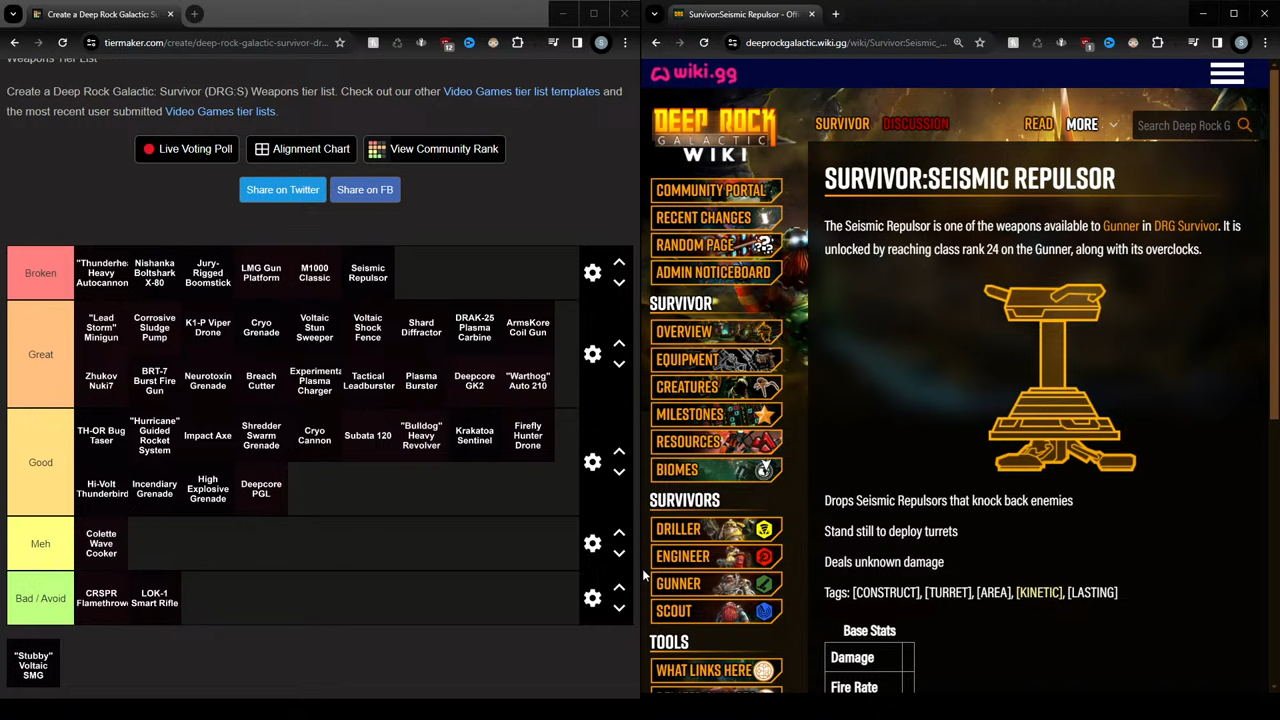 Create a Deep Rock Galactic: Su
tiermaker.com/create/deep-rock-galactic-survivor-dr...
12
S
Weapons Tier List
Create a Deep Rock Galactic: Survivor (DRG:S) Weapons tier list. Check out our other Video Games tier list templates and
the most recent user submitted Video Games tier lists.
Live Voting Poll
Alignment Chart
View Community Rank
Share on Twitter
Share on FB
Broken
"Thunderhe
Heavy
Autocannon
Nishanka
Boltshark
X-80
Jury-
Rigged
Boomstick
LMG Gun
Platform
M1000
Classic
Seismic
Repulsor
Great
"Lead
Storm"
Minigun
Corrosive
Sludge
Pump
K1-P Viper
Drone
Cryo
Grenade
Voltaic
Stun
Sweeper
Voltaic
Shock
Fence
Shard
Diffractor
DRAK-25
Plasma
Carbine
ArmsKore
Coil Gun
Zhukov
Nuki7
BRT-7
Burst Fire
Gun
Neurotoxin
Grenade
Breach
Cutter
Experimenta
Plasma
Charger
Tactical
Leadburster
Plasma
Burster
Deepcore
GK2
"Warthog"
Auto 210
Good
TH-OR Bug
Taser
"Hurricane"
Guided
Rocket
System
Impact Axe
Shredder
Swarm
Grenade
Cryo
Cannon
Subata 120
"Bulldog"
Heavy
Revolver
Krakatoa
Sentinel
Firefly
Hunter
Drone
Hi-Volt
Thunderbird
Incendiary
Grenade
High
Explosive
Grenade
Deepcore
PGL
Meh
Colette
Wave
Cooker
Bad / Avoid
CRSPR
Flamethrow
LOK-1
Smart Rifle
"Stubby"
Voltaic
SMG
Survivor:Seismic Repulsor - Offi
deeprockgalactic.wiki.gg/wiki/Survivor:Seismic_...
1
S
wiki.gg
DEEP ROCK
GALACTIC
WIKI
SURVIVOR
DISCUSSION
READ
MORE
Search Deep Rock G
COMMUNITY PORTAL
RECENT CHANGES
RANDOM PAGE
ADMIN NOTICEBOARD
SURVIVOR
OVERVIEW
EQUIPMENT
CREATURES
MILESTONES
RESOURCES
BIOMES
SURVIVORS
DRILLER
ENGINEER
GUNNER
SCOUT
TOOLS
WHAT LINKS HERE
SURVIVOR:SEISMIC REPULSOR
The Seismic Repulsor is one of the weapons available to Gunner in DRG Survivor. It is
unlocked by reaching class rank 24 on the Gunner, along with its overclocks.
Drops Seismic Repulsors that knock back enemies
Stand still to deploy turrets
Deals unknown damage
Tags: [CONSTRUCT], [TURRET], [AREA], [KINETIC], [LASTING]
Base Stats
Damage
Fire Rate